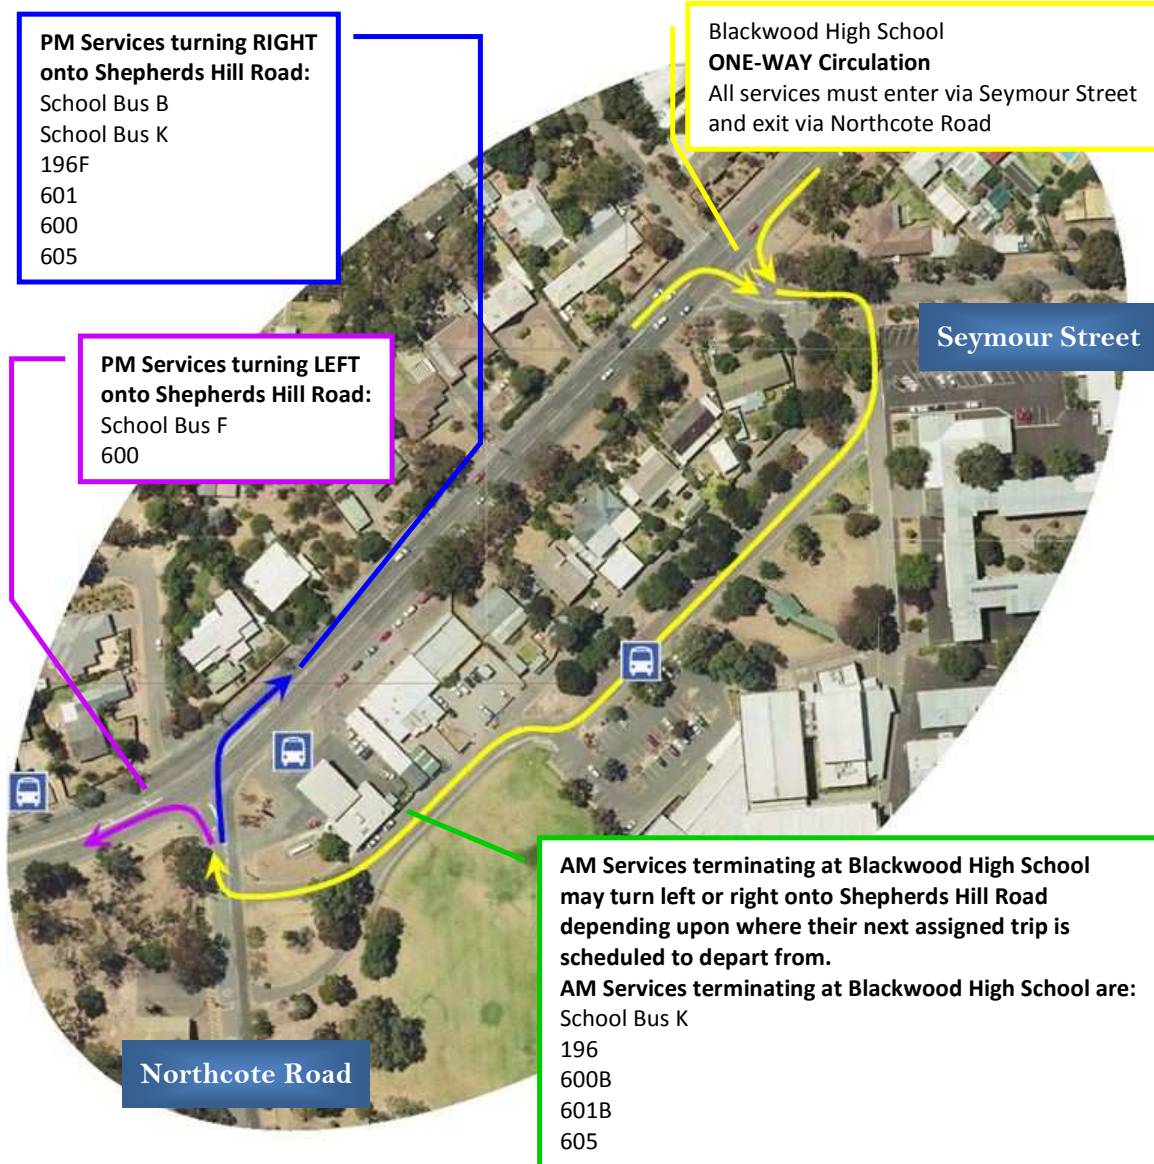 PM Services turning RIGHT
onto Shepherds Hill Road:
School Bus B
School Bus K
196F
601
600
605
Blackwood High School
ONE-WAY Circulation
All services must enter via Seymour Street
and exit via Northcote Road
Seymour Street
PM Services turning LEFT
onto Shepherds Hill Road:
School Bus F
600
AM Services terminating at Blackwood High School
may turn left or right onto Shepherds Hill Road
depending upon where their next assigned trip is
scheduled to depart from.
AM Services terminating at Blackwood High School are:
School Bus K
196
600B
601B
605
Northcote Road